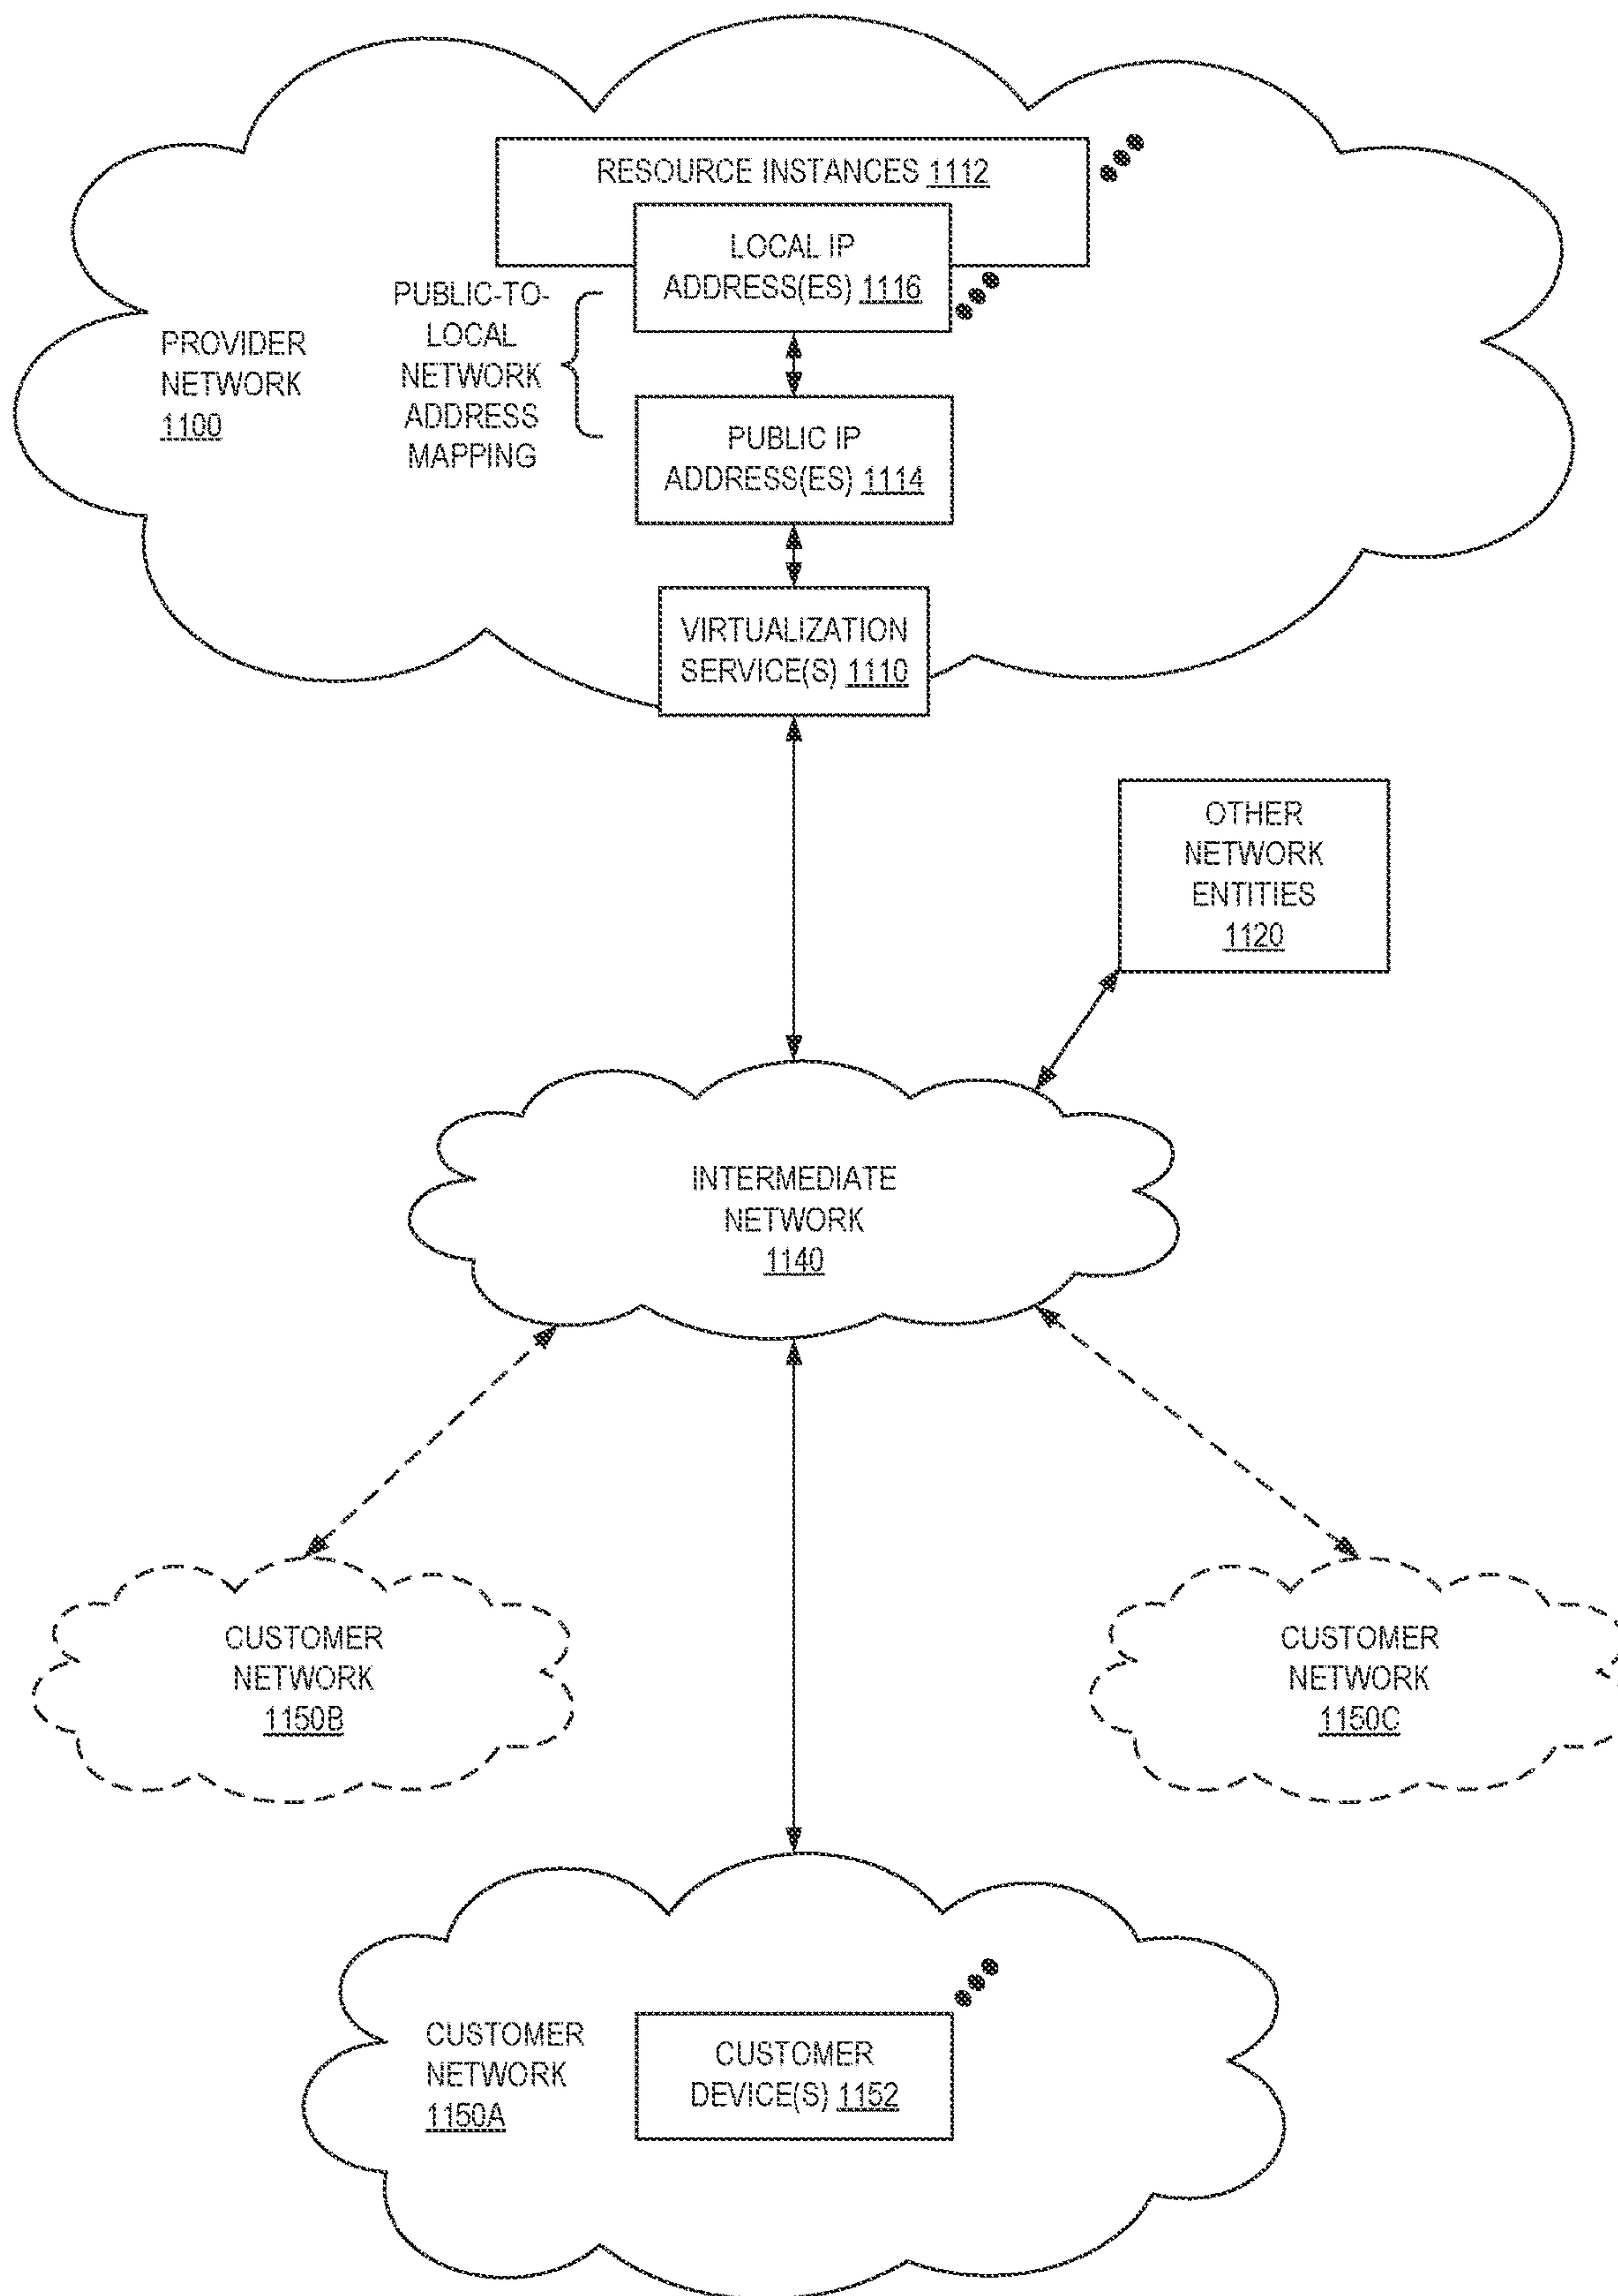 RESOURCE INSTANCES 1112
LOCAL IP
ADDRESS(ES) 1116
PUBLIC-TO-
LOCAL
NETWORK
ADDRESS
MAPPING
PROVIDER
NETWORK
1100
PUBLIC IP
ADDRESS(ES) 1114
VIRTUALIZATION
SERVICE(S) 1110
OTHER
NETWORK
ENTITIES
1120
INTERMEDIATE
NETWORK
1140
CUSTOMER
NETWORK
1150B
CUSTOMER
NETWORK
1150C
CUSTOMER
NETWORK
1150A
CUSTOMER
DEVICE(S) 1152